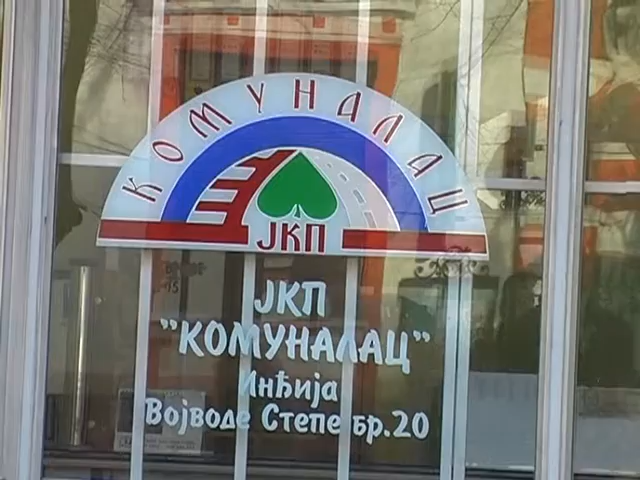 КОМУНАЛАЦ
ЈКП
ЈКП
"КОМУНАЛАЦ"
Инђија
Војводе Степе бр.20